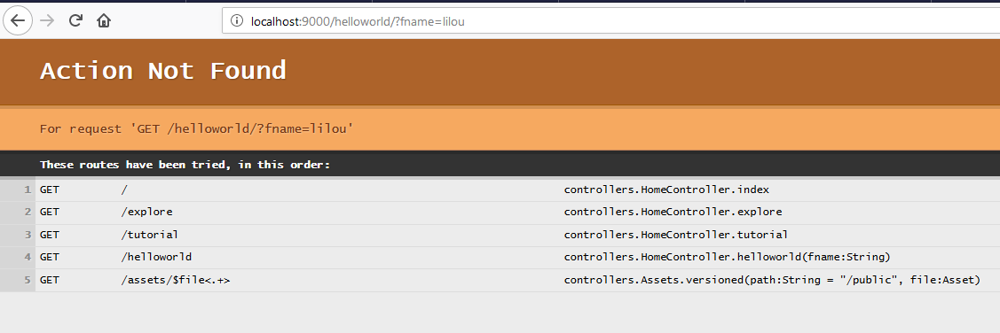 localhost:9000/helloworld/?fname=lilou
Action Not Found
For request 'GET /helloworld/?fname=lilou'
These routes have been tried, in this order:
1 GET / controllers.HomeController.index
2 GET /explore controllers.HomeController.explore
3 GET /tutorial controllers.HomeController.tutorial
4 GET /helloworld controllers.HomeController.helloworld(fname:String)
5 GET /assets/$file<.+> controllers.Assets.versioned(path:String = "/public", file:Asset)